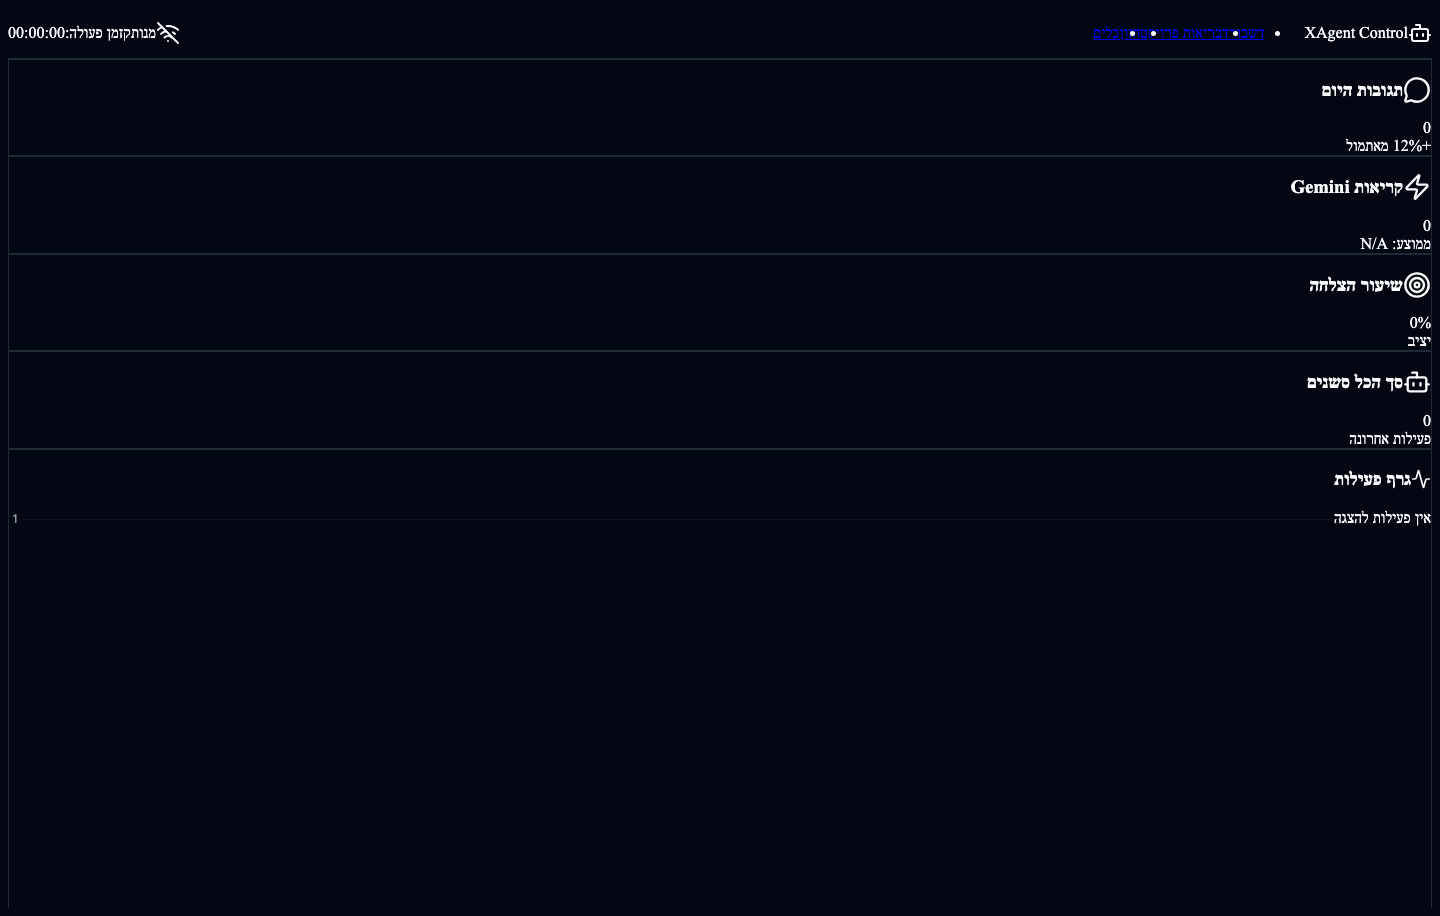 XAgent Control
מנותק
זמן פעולה:
00:00:00
תגובות היום
0
+12% מאתמול
קריאות Gemini
0
ממוצע: N/A
שיעור הצלחה
0%
יציב
סך הכל סשנים
0
פעילות אחרונה
גרף פעילות
אין פעילות להצגה
1